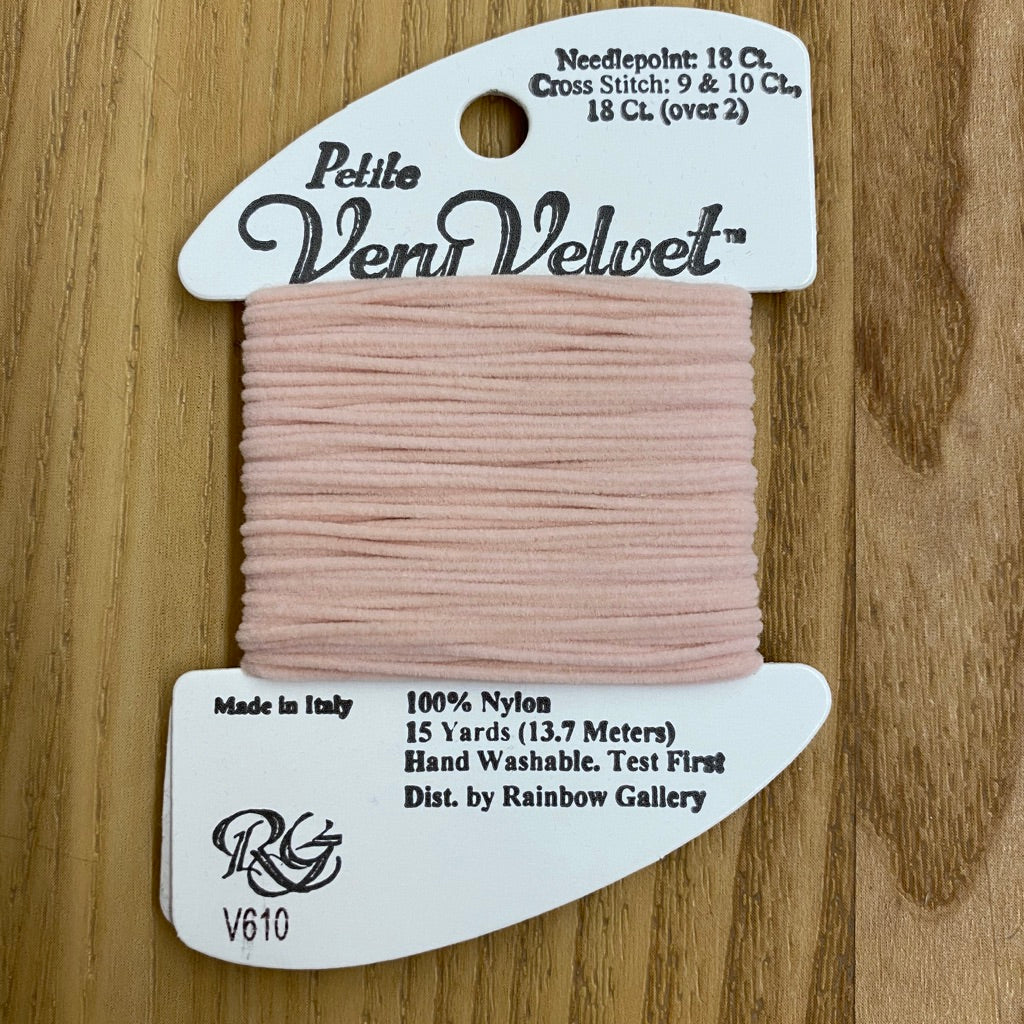 Needlepoint: 18 Ct.
Cross Stitch: 9 & 10 Ct.,
18 Ct. (over 2)
Petite
Very Velvet™
Made in Italy
100% Nylon
15 Yards (13.7 Meters)
Hand Washable. Test First
Dist. by Rainbow Gallery
RG
V610